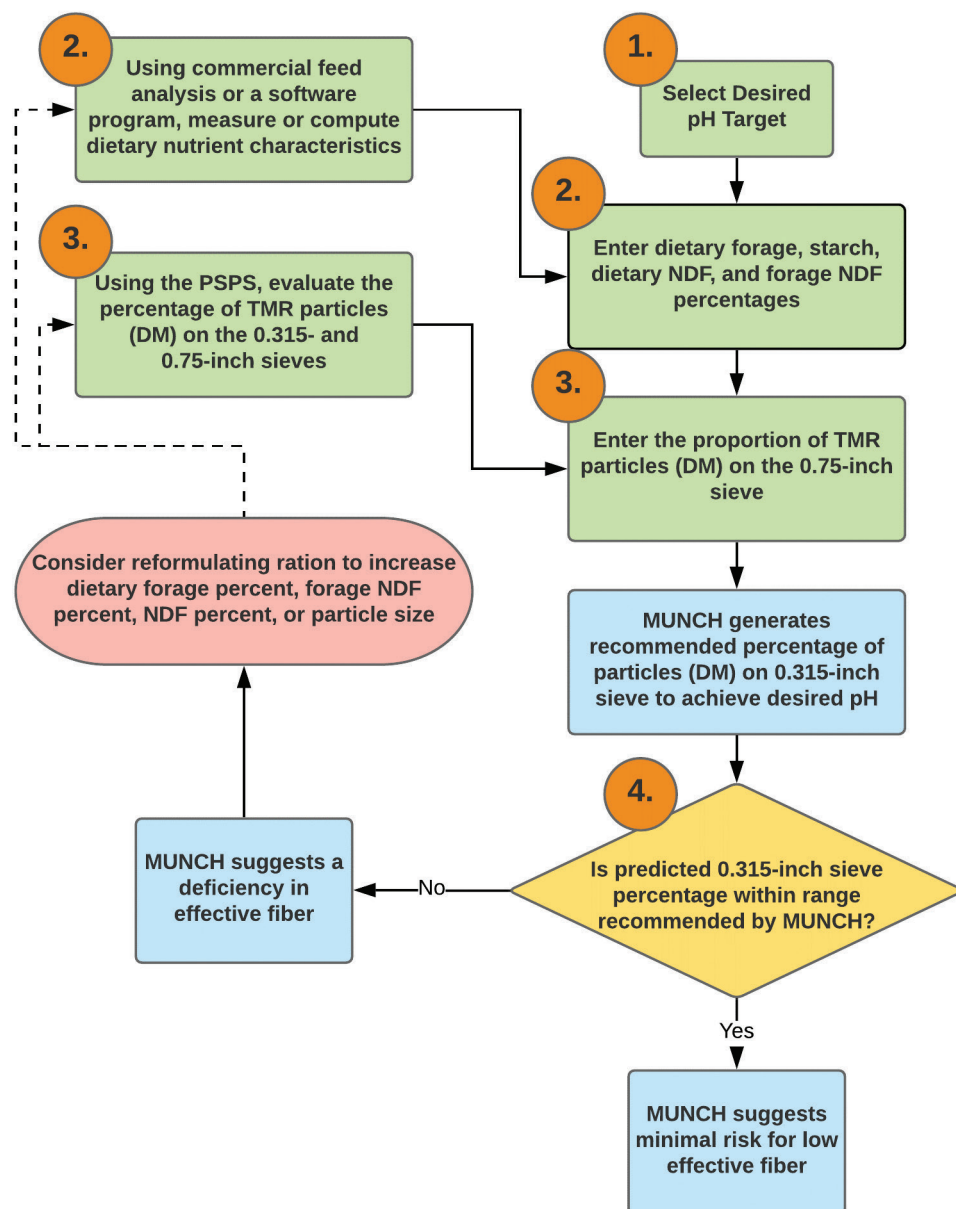 1.
Select Desired
pH Target
2.
Using commercial feed
analysis or a software
program, measure or compute
dietary nutrient characteristics
2.
Enter dietary forage, starch,
dietary NDF, and forage NDF
percentages
3.
Using the PSPS, evaluate the
percentage of TMR particles
(DM) on the 0.315- and
0.75-inch sieves
3.
Enter the proportion of TMR
particles (DM) on the 0.75-inch
sieve
MUNCH generates
recommended percentage of
particles (DM) on 0.315-inch
sieve to achieve desired pH
4.
Is predicted 0.315-inch sieve
percentage within range
recommended by MUNCH?
No
MUNCH suggests a
deficiency in
effective fiber
Consider reformulating ration to increase
dietary forage percent, forage NDF
percent, NDF percent, or particle size
Yes
MUNCH suggests
minimal risk for low
effective fiber